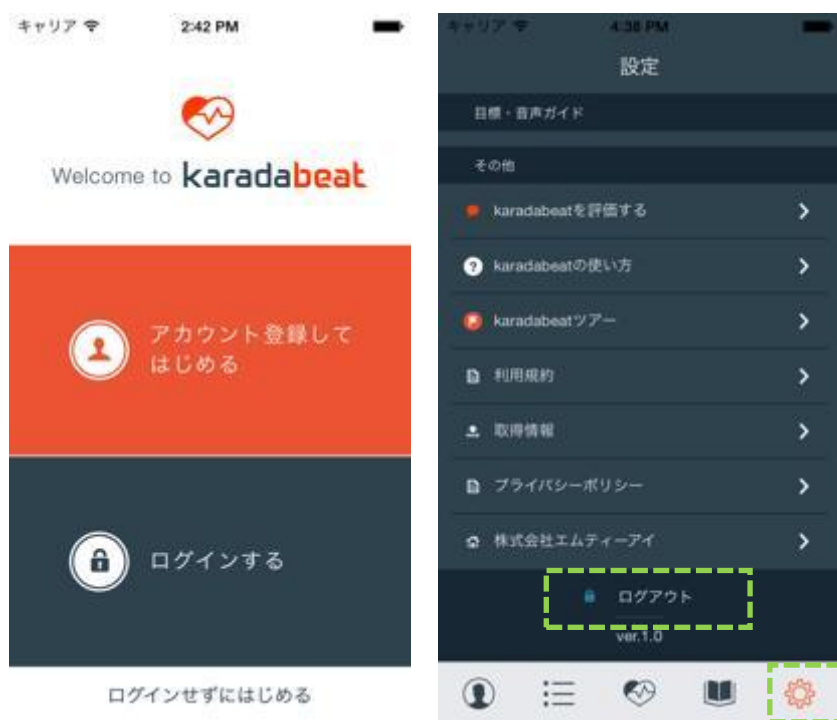 キャリア 2:42 PM
Welcome to karadabeat
アカウント登録して
はじめる
ログインする
ログインせずにはじめる
キャリア 4:38 PM
設定
目標・音声ガイド
その他
karadabeatを評価する
karadabeatの使い方
karadabeatツアー
利用規約
取得情報
プライバシーポリシー
株式会社エムティーアイ
ログアウト
ver.1.0